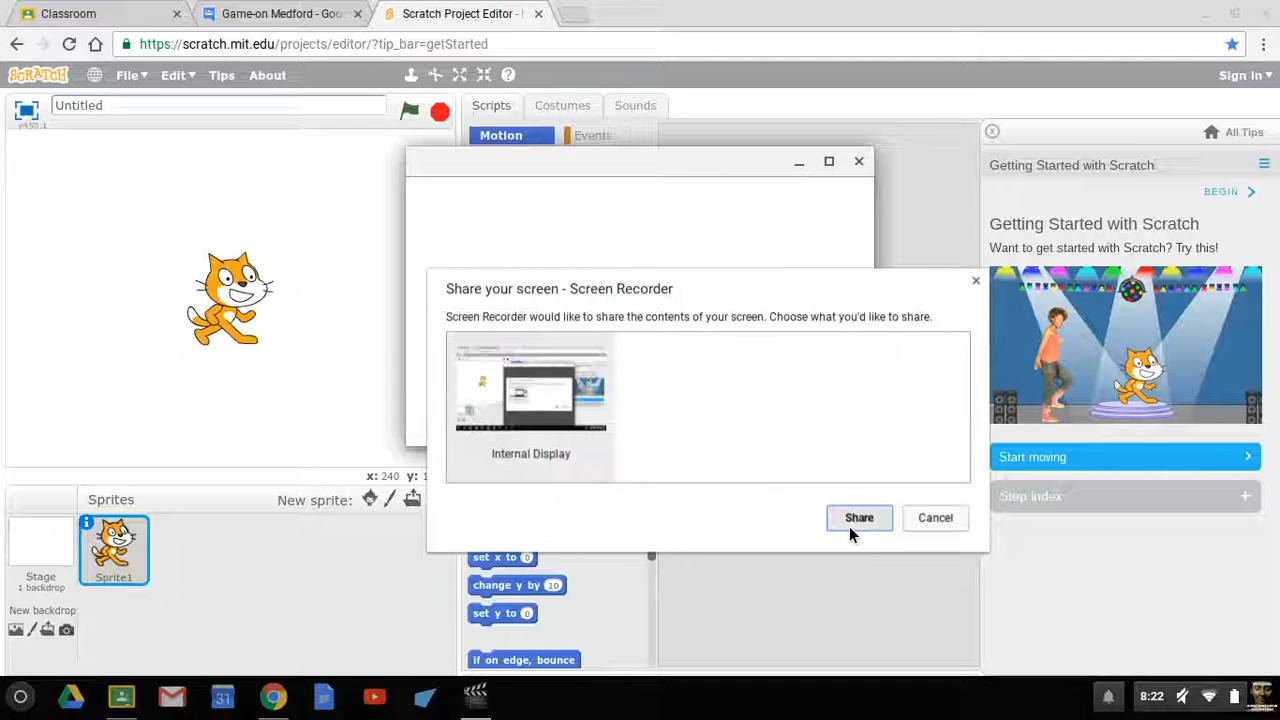 Classroom
Game-on Medford - Goo
Scratch Project Editor -
https://scratch.mit.edu/projects/editor/?tip_bar=getStarted
SCRATCH
File
Edit
Tips
About
Sign in
Untitled
v450.1
Scripts
Costumes
Sounds
Motion
Events
All Tips
Getting Started with Scratch
BEGIN
Getting Started with Scratch
Want to get started with Scratch? Try this!
Share your screen - Screen Recorder
Screen Recorder would like to share the contents of your screen. Choose what you'd like to share.
Internal Display
Share
Cancel
Start moving
Step Index
x: 240 y: 1
Sprites
New sprite:
Sprite1
Stage
1 backdrop
New backdrop
set x to 0
change y by 10
set y to 0
if on edge, bounce
31
8:22